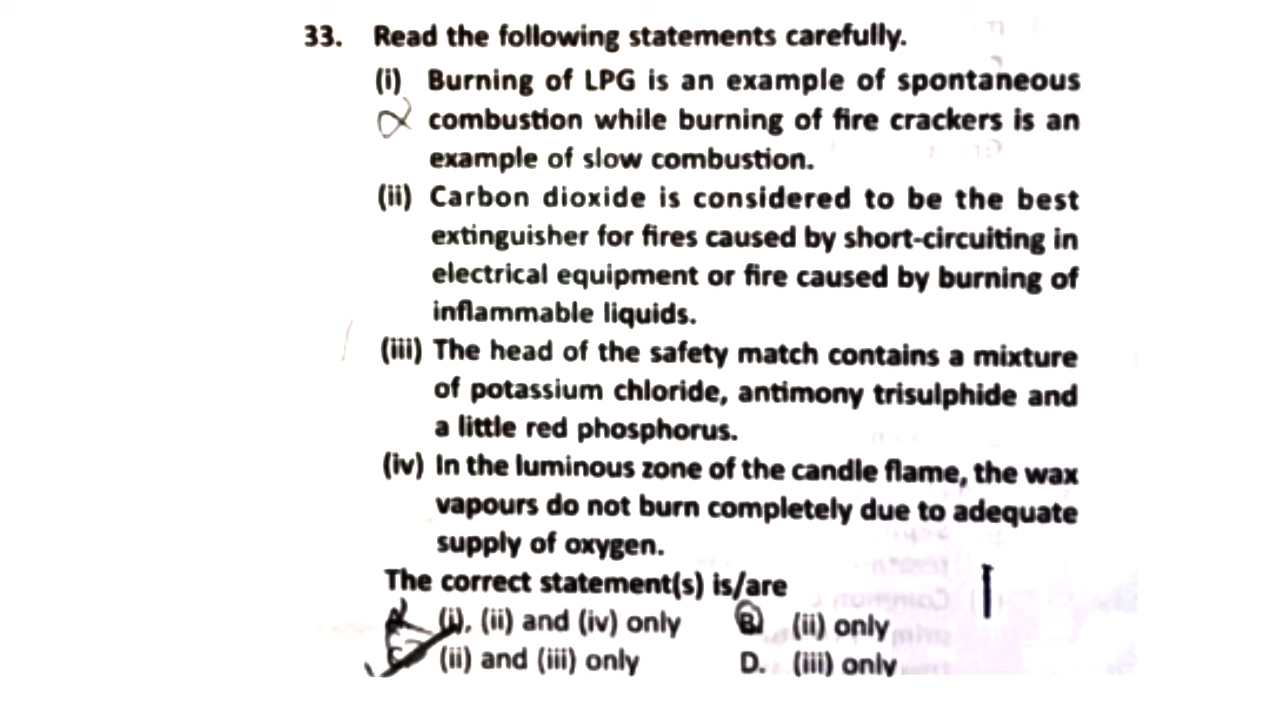 33. Read the following statements carefully.
(i) Burning of LPG is an example of spontaneous
combustion while burning of fire crackers is an
example of slow combustion.
(ii) Carbon dioxide is considered to be the best
extinguisher for fires caused by short-circuiting in
electrical equipment or fire caused by burning of
inflammable liquids.
(iii) The head of the safety match contains a mixture
of potassium chloride, antimony trisulphide and
a little red phosphorus.
(iv) In the luminous zone of the candle flame, the wax
vapours do not burn completely due to adequate
supply of oxygen.
The correct statement(s) is/are
A. (i), (ii) and (iv) only B. (ii) only
C. (ii) and (iii) only D. (iii) only